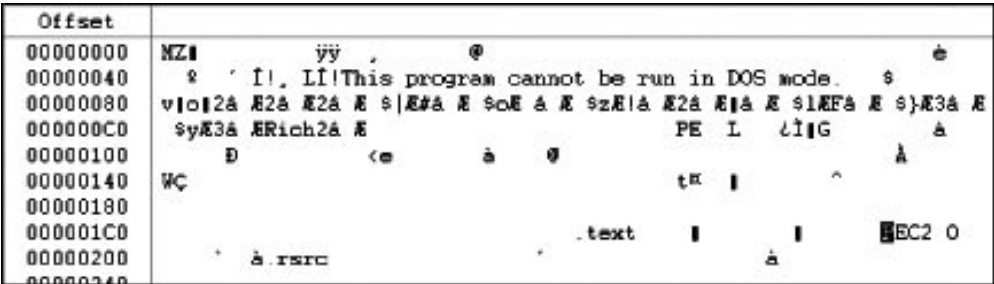 Offset
00000000 MZ▮ ÿÿ ¸ @ è
00000040 º ´ Í!¸ LÍ!This program cannot be run in DOS mode. $
00000080 v▮o▮2â Æ2â Æ2â Æ $|Æ#â Æ $oÆ â Æ $zÆ!â Æ2â Æ▮â Æ $lÆFâ Æ $}Æ3â Æ
000000C0 $yÆ3â ÆRich2â Æ PE L ¿Ì▮G à
00000100 Ð <e à @ À
00000140 WÇ t¤ ▮ ^
00000180
000001C0 .text ▮ ▮ EC2 O
00000200 ` à.rsrc ´ à